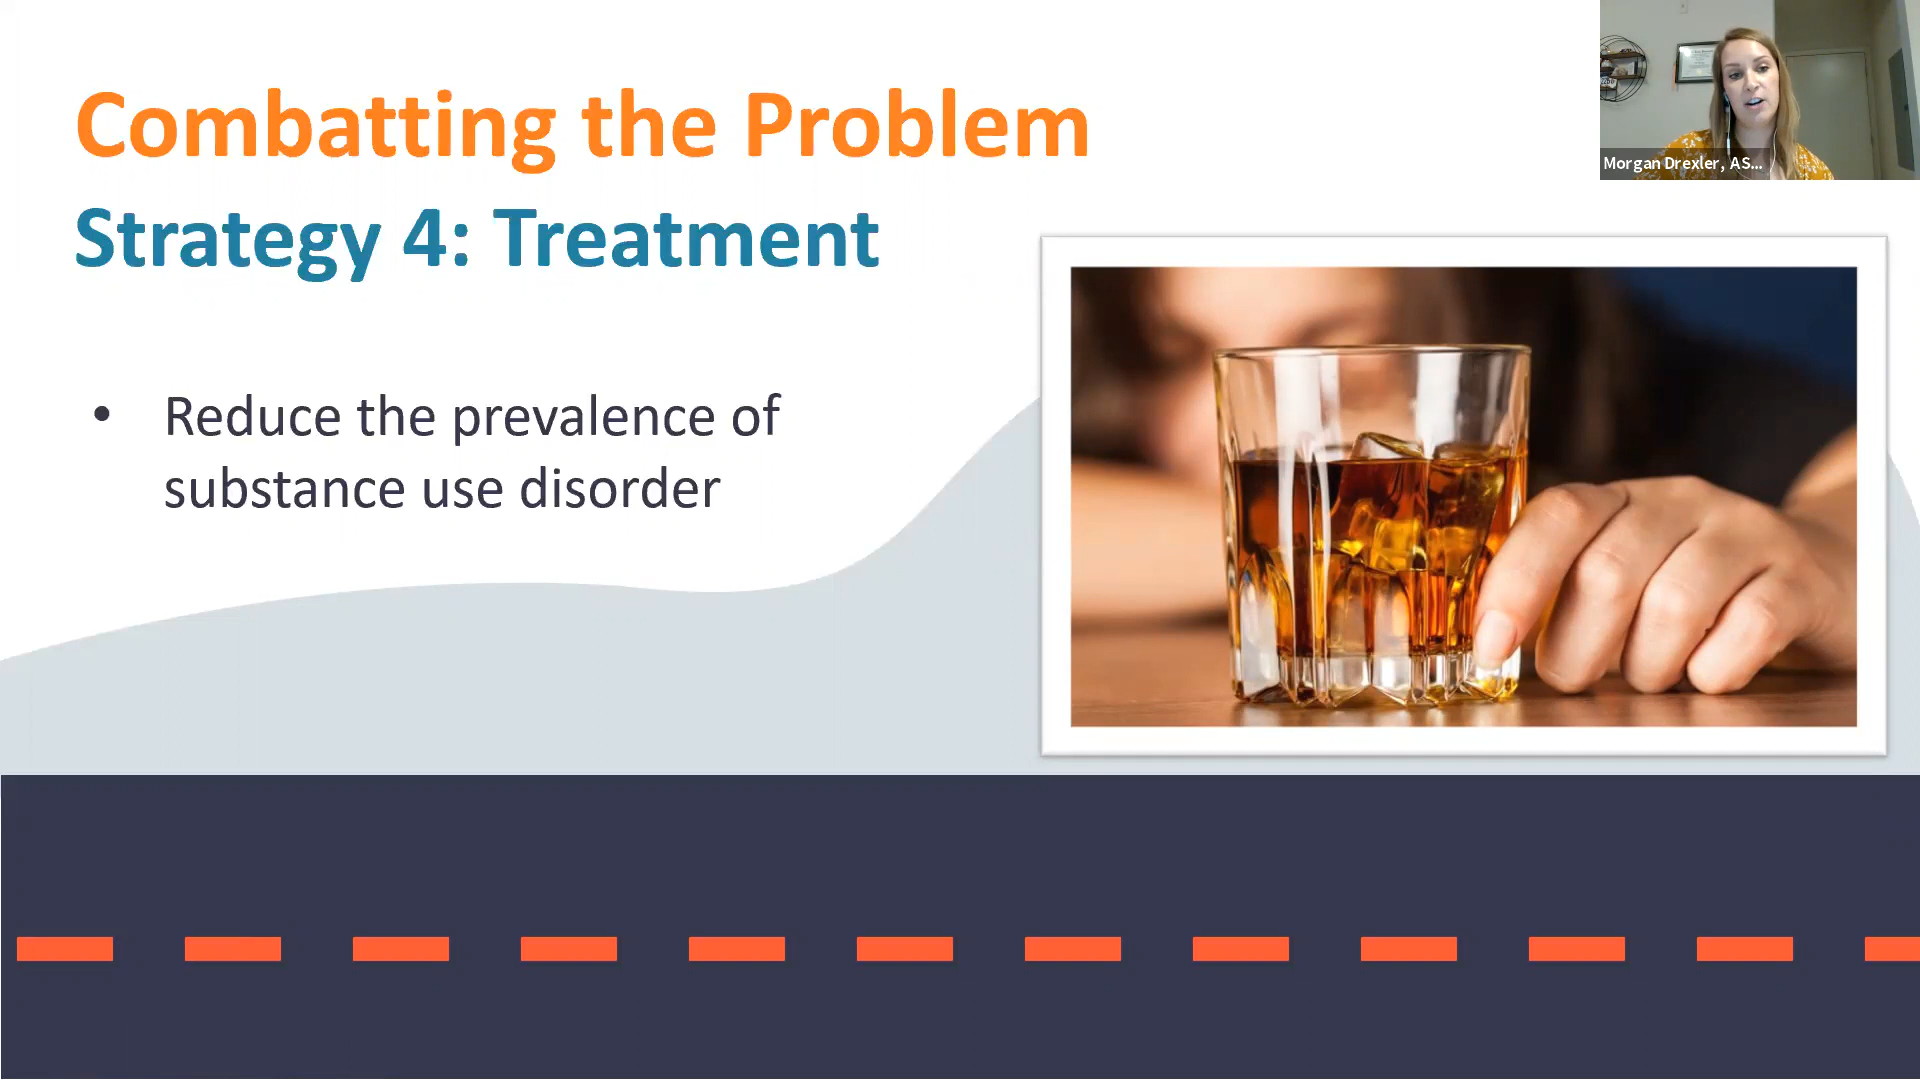 Combatting the Problem
Strategy 4: Treatment
• Reduce the prevalence of
substance use disorder
Morgan Drexler, AS...